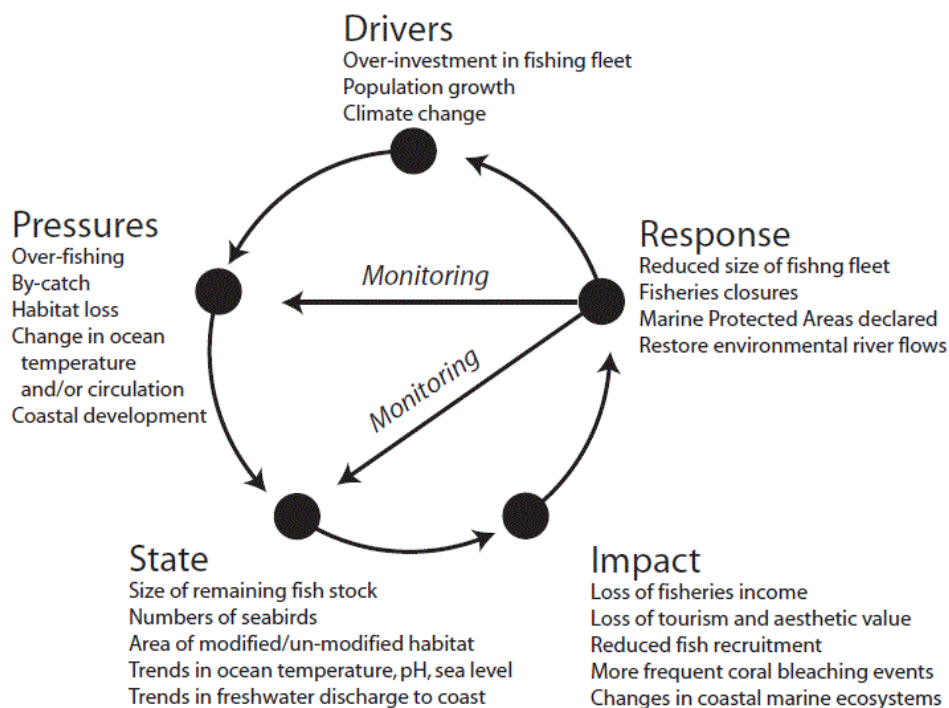 Drivers
Over-investment in fishing fleet
Population growth
Climate change
Pressures
Over-fishing
By-catch
Habitat loss
Change in ocean
temperature
and/or circulation
Coastal development
Monitoring
Monitoring
Response
Reduced size of fishng fleet
Fisheries closures
Marine Protected Areas declared
Restore environmental river flows
State
Size of remaining fish stock
Numbers of seabirds
Area of modified/un-modified habitat
Trends in ocean temperature, pH, sea level
Trends in freshwater discharge to coast
Impact
Loss of fisheries income
Loss of tourism and aesthetic value
Reduced fish recruitment
More frequent coral bleaching events
Changes in coastal marine ecosystems